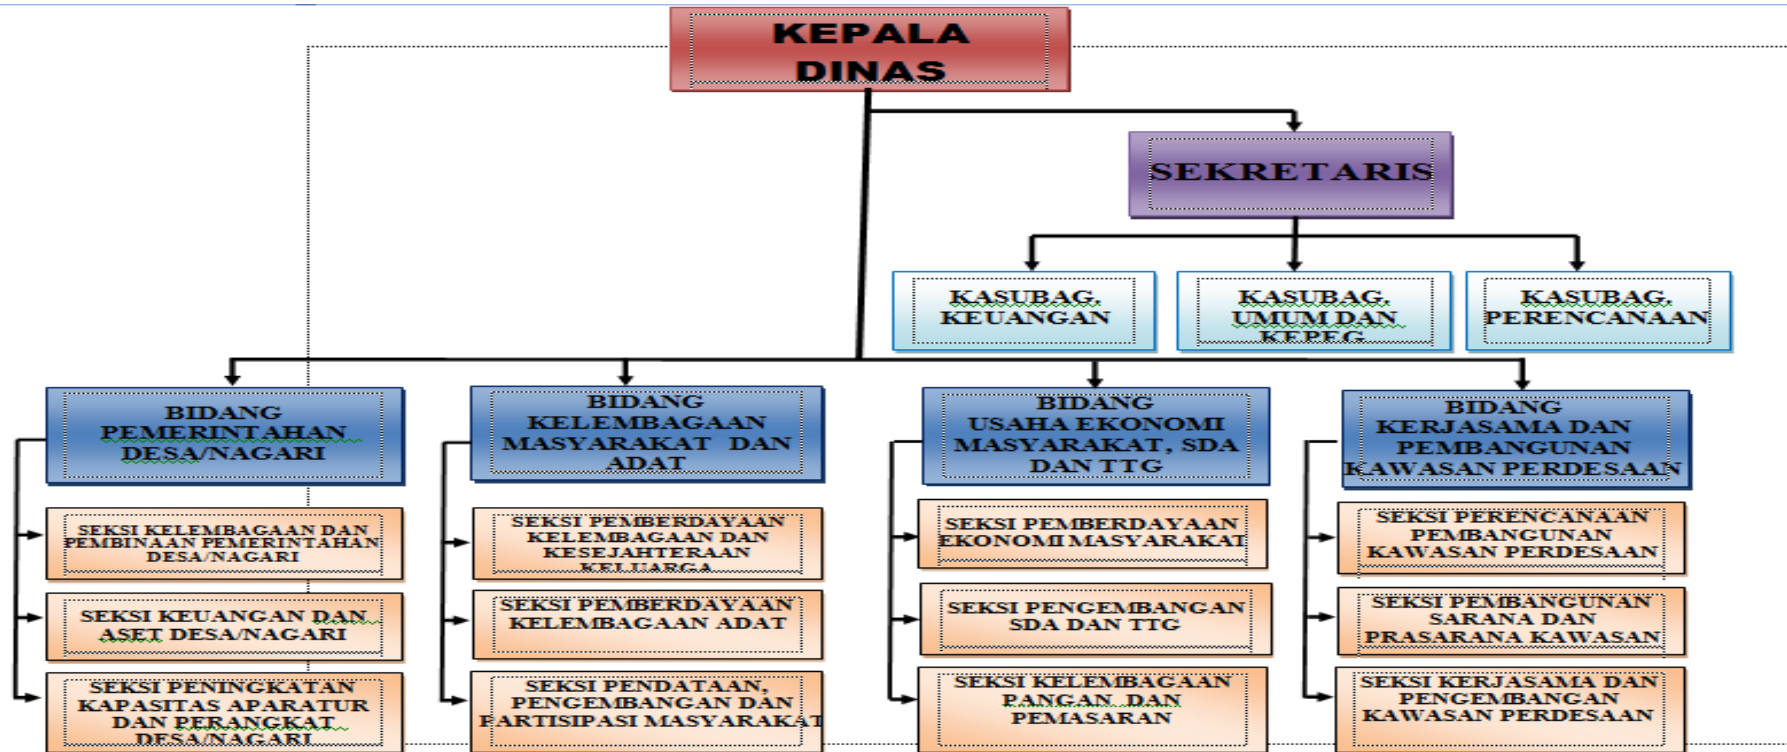 KEPALA
DINAS
SEKRETARIS
KASUBAG.
KEUANGAN
KASUBAG.
UMUM DAN
KEPEG
KASUBAG.
PERENCANAAN
BIDANG
PEMERINTAHAN
DESA/NAGARI
SEKSI KELEMBAGAAN DAN
PEMBINAAN PEMERINTAHAN
DESA/NAGARI
SEKSI KEUANGAN DAN
ASET DESA/NAGARI
SEKSI PENINGKATAN
KAPASITAS APARATUR
DAN PERANGKAT
DESA/NAGARI
BIDANG
KELEMBAGAAN
MASYARAKAT DAN
ADAT
SEKSI PEMBERDAYAAN
KELEMBAGAAN DAN
KESEJAHTERAAN
KELUARGA
SEKSI PEMBERDAYAAN
KELEMBAGAAN ADAT
SEKSI PENDATAAN,
PENGEMBANGAN DAN
PARTISIPASI MASYARAKAT
BIDANG
USAHA EKONOMI
MASYARAKAT, SDA
DAN TTG
SEKSI PEMBERDAYAAN
EKONOMI MASYARAKAT
SEKSI PENGEMBANGAN
SDA DAN TTG
SEKSI KELEMBAGAAN
PANGAN DAN
PEMASARAN
BIDANG
KERJASAMA DAN
PEMBANGUNAN
KAWASAN PERDESAAN
SEKSI PERENCANAAN
PEMBANGUNAN
KAWASAN PERDESAAN
SEKSI PEMBANGUNAN
SARANA DAN
PRASARANA KAWASAN
SEKSI KERJASAMA DAN
PENGEMBANGAN
KAWASAN PERDESAAN